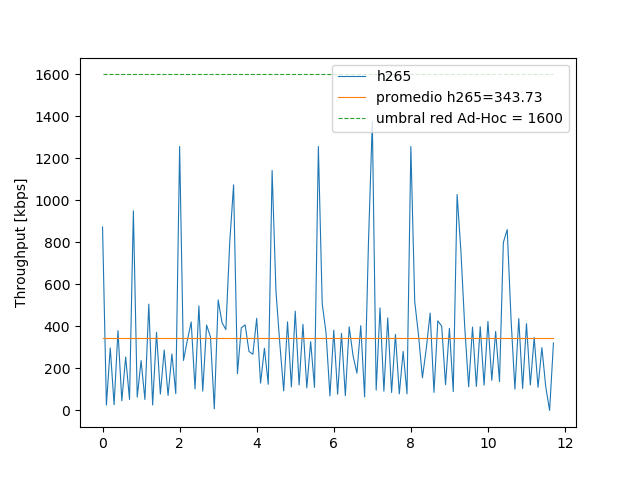 1600
1400
1200
1000
800
600
400
200
0
Throughput [kbps]
h265
promedio h265=343.73
umbral red Ad-Hoc = 1600
0 2 4 6 8 10 12